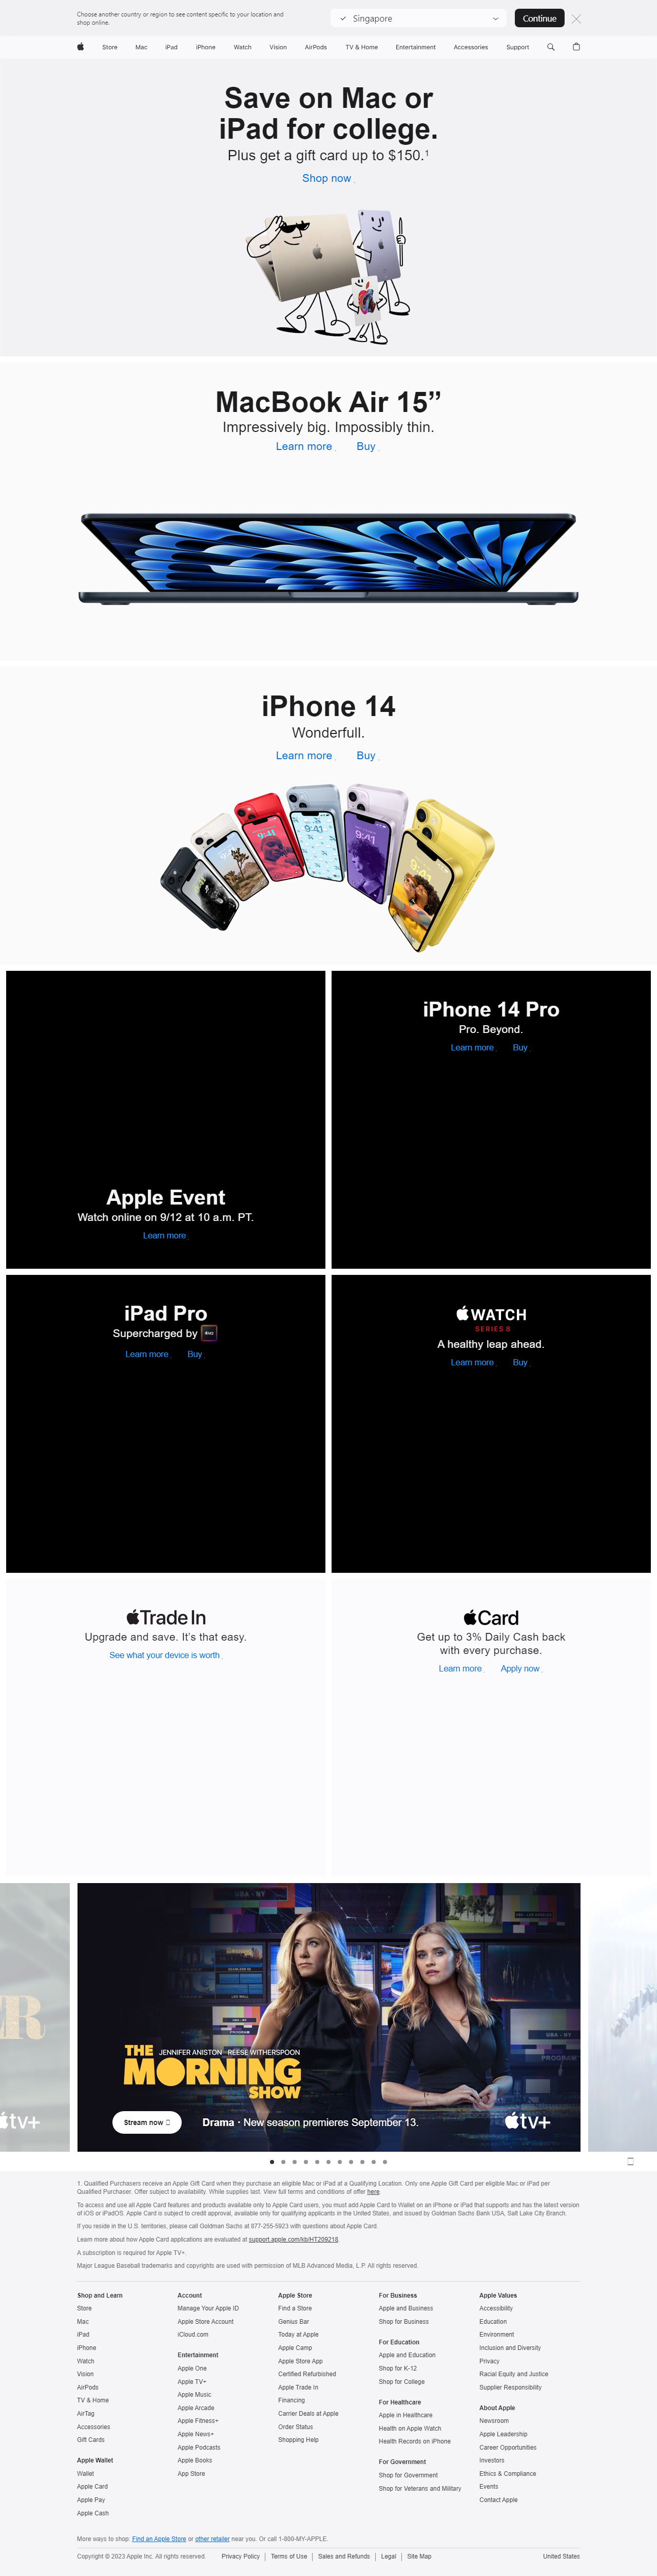 Choose another country or region to see content specific to your location and
shop online.
Singapore
Continue
Store Mac iPad iPhone Watch Vision AirPods TV & Home Entertainment Accessories Support
Save on Mac or
iPad for college.
Plus get a gift card up to $150.¹
Shop now
MacBook Air 15”
Impressively big. Impossibly thin.
Learn more Buy
iPhone 14
Wonderfull.
Learn more Buy
9:41
Apple Event
Watch online on 9/12 at 10 a.m. PT.
Learn more
iPhone 14 Pro
Pro. Beyond.
Learn more Buy
iPad Pro
Supercharged by M2
Learn more Buy
WATCH
SERIES 8
A healthy leap ahead.
Learn more Buy
Trade In
Upgrade and save. It’s that easy.
See what your device is worth
Card
Get up to 3% Daily Cash back
with every purchase.
Learn more Apply now
UBA - NY
JENNIFER ANISTON REESE WITHERSPOON
THE
MORNING
SHOW
Stream now
Drama · New season premieres September 13.
tv+
1. Qualified Purchasers receive an Apple Gift Card when they purchase an eligible Mac or iPad at a Qualifying Location. Only one Apple Gift Card per eligible Mac or iPad per
Qualified Purchaser. Offer subject to availability. While supplies last. View full terms and conditions of offer here.
To access and use all Apple Card features and products available only to Apple Card users, you must add Apple Card to Wallet on an iPhone or iPad that supports and has the latest version
of iOS or iPadOS. Apple Card is subject to credit approval, available only for qualifying applicants in the United States, and issued by Goldman Sachs Bank USA, Salt Lake City Branch.
If you reside in the U.S. territories, please call Goldman Sachs at 877-255-5923 with questions about Apple Card.
Learn more about how Apple Card applications are evaluated at support.apple.com/kb/HT209218.
A subscription is required for Apple TV+.
Major League Baseball trademarks and copyrights are used with permission of MLB Advanced Media, L.P. All rights reserved.
Shop and Learn
Store
Mac
iPad
iPhone
Watch
Vision
AirPods
TV & Home
AirTag
Accessories
Gift Cards
Apple Wallet
Wallet
Apple Card
Apple Pay
Apple Cash
Account
Manage Your Apple ID
Apple Store Account
iCloud.com
Entertainment
Apple One
Apple TV+
Apple Music
Apple Arcade
Apple Fitness+
Apple News+
Apple Podcasts
Apple Books
App Store
Apple Store
Find a Store
Genius Bar
Today at Apple
Apple Camp
Apple Store App
Certified Refurbished
Apple Trade In
Financing
Carrier Deals at Apple
Order Status
Shopping Help
For Business
Apple and Business
Shop for Business
For Education
Apple and Education
Shop for K-12
Shop for College
For Healthcare
Apple in Healthcare
Health on Apple Watch
Health Records on iPhone
For Government
Shop for Government
Shop for Veterans and Military
Apple Values
Accessibility
Education
Environment
Inclusion and Diversity
Privacy
Racial Equity and Justice
Supplier Responsibility
About Apple
Newsroom
Apple Leadership
Career Opportunities
Investors
Ethics & Compliance
Events
Contact Apple
More ways to shop: Find an Apple Store or other retailer near you. Or call 1-800-MY-APPLE.
Copyright © 2023 Apple Inc. All rights reserved. Privacy Policy Terms of Use Sales and Refunds Legal Site Map United States